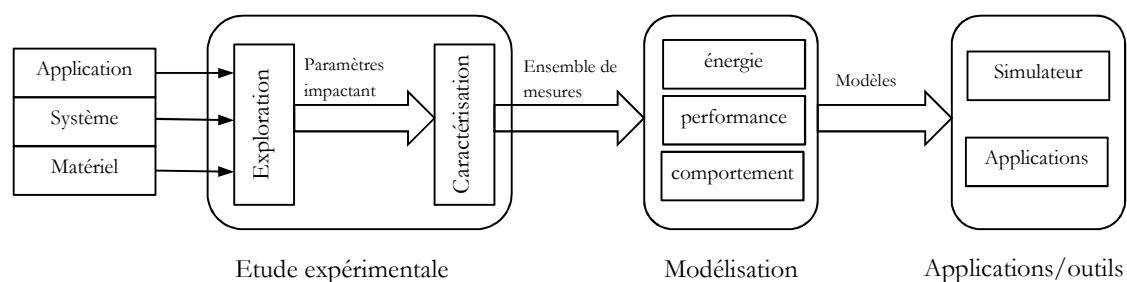 Application
Système
Matériel
Exploration
Paramètres
impactant
Caractérisation
Ensemble de
mesures
énergie
performance
comportement
Modèles
Simulateur
Applications
Etude expérimentale
Modélisation
Applications/outils